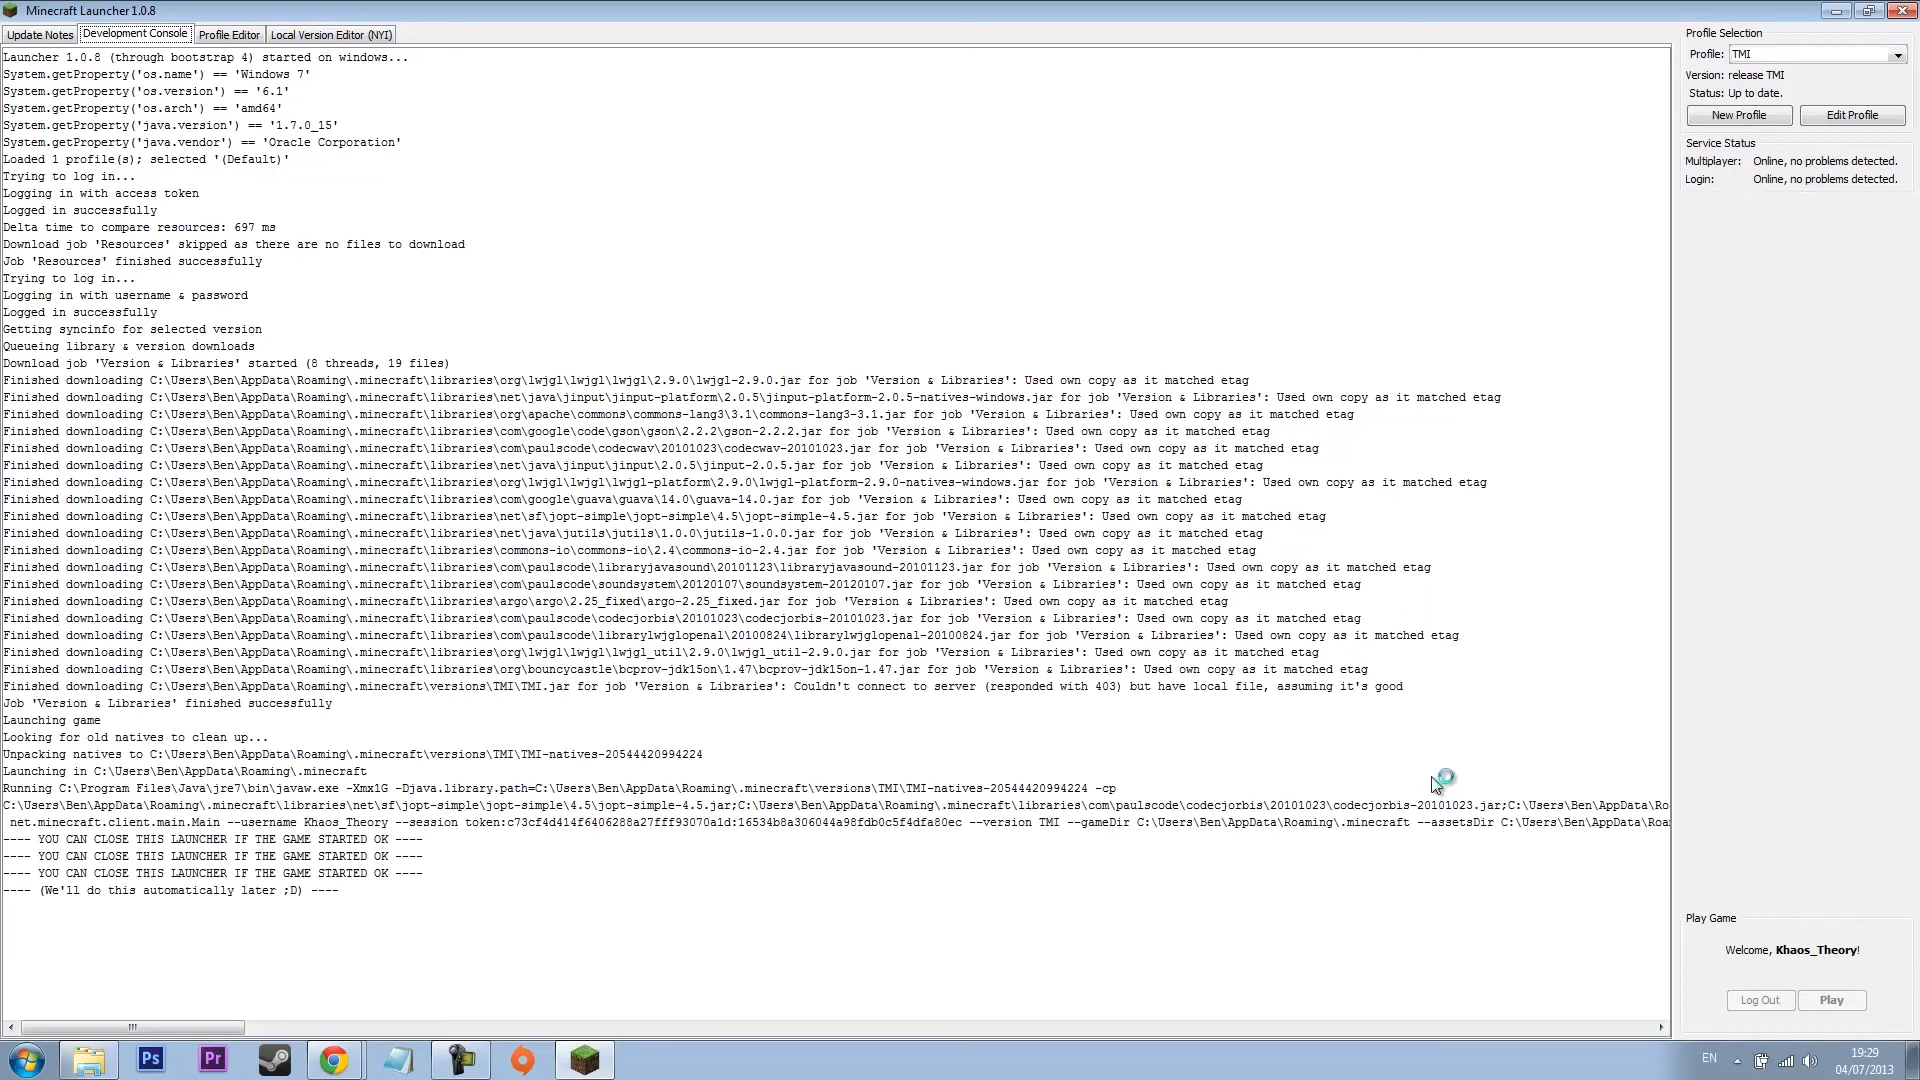 Minecraft Launcher 1.0.8
Update Notes Development Console Profile Editor Local Version Editor (NYI)
Launcher 1.0.8 (through bootstrap 4) started on windows...
System.getProperty('os.name') == 'Windows 7'
System.getProperty('os.version') == '6.1'
System.getProperty('os.arch') == 'amd64'
System.getProperty('java.version') == '1.7.0_15'
System.getProperty('java.vendor') == 'Oracle Corporation'
Loaded 1 profile(s); selected '(Default)'
Trying to log in...
Logging in with access token
Logged in successfully
Delta time to compare resources: 697 ms
Download job 'Resources' skipped as there are no files to download
Job 'Resources' finished successfully
Trying to log in...
Logging in with username & password
Logged in successfully
Getting syncinfo for selected version
Queueing library & version downloads
Download job 'Version & Libraries' started (8 threads, 19 files)
Finished downloading C:\Users\Ben\AppData\Roaming\.minecraft\libraries\org\lwjgl\lwjgl\lwjgl\2.9.0\lwjgl-2.9.0.jar for job 'Version & Libraries': Used own copy as it matched etag
Finished downloading C:\Users\Ben\AppData\Roaming\.minecraft\libraries\net\java\jinput\jinput-platform\2.0.5\jinput-platform-2.0.5-natives-windows.jar for job 'Version & Libraries': Used own copy as it matched etag
Finished downloading C:\Users\Ben\AppData\Roaming\.minecraft\libraries\org\apache\commons\commons-lang3\3.1\commons-lang3-3.1.jar for job 'Version & Libraries': Used own copy as it matched etag
Finished downloading C:\Users\Ben\AppData\Roaming\.minecraft\libraries\com\google\code\gson\gson\2.2.2\gson-2.2.2.jar for job 'Version & Libraries': Used own copy as it matched etag
Finished downloading C:\Users\Ben\AppData\Roaming\.minecraft\libraries\com\paulscode\codecwav\20101023\codecwav-20101023.jar for job 'Version & Libraries': Used own copy as it matched etag
Finished downloading C:\Users\Ben\AppData\Roaming\.minecraft\libraries\net\java\jinput\jinput\2.0.5\jinput-2.0.5.jar for job 'Version & Libraries': Used own copy as it matched etag
Finished downloading C:\Users\Ben\AppData\Roaming\.minecraft\libraries\org\lwjgl\lwjgl\lwjgl-platform\2.9.0\lwjgl-platform-2.9.0-natives-windows.jar for job 'Version & Libraries': Used own copy as it matched etag
Finished downloading C:\Users\Ben\AppData\Roaming\.minecraft\libraries\com\google\guava\guava\14.0\guava-14.0.jar for job 'Version & Libraries': Used own copy as it matched etag
Finished downloading C:\Users\Ben\AppData\Roaming\.minecraft\libraries\net\sf\jopt-simple\jopt-simple\4.5\jopt-simple-4.5.jar for job 'Version & Libraries': Used own copy as it matched etag
Finished downloading C:\Users\Ben\AppData\Roaming\.minecraft\libraries\net\java\jutils\jutils\1.0.0\jutils-1.0.0.jar for job 'Version & Libraries': Used own copy as it matched etag
Finished downloading C:\Users\Ben\AppData\Roaming\.minecraft\libraries\commons-io\commons-io\2.4\commons-io-2.4.jar for job 'Version & Libraries': Used own copy as it matched etag
Finished downloading C:\Users\Ben\AppData\Roaming\.minecraft\libraries\com\paulscode\libraryjavasound\20101123\libraryjavasound-20101123.jar for job 'Version & Libraries': Used own copy as it matched etag
Finished downloading C:\Users\Ben\AppData\Roaming\.minecraft\libraries\com\paulscode\soundsystem\20120107\soundsystem-20120107.jar for job 'Version & Libraries': Used own copy as it matched etag
Finished downloading C:\Users\Ben\AppData\Roaming\.minecraft\libraries\argo\argo\2.25_fixed\argo-2.25_fixed.jar for job 'Version & Libraries': Used own copy as it matched etag
Finished downloading C:\Users\Ben\AppData\Roaming\.minecraft\libraries\com\paulscode\codecjorbis\20101023\codecjorbis-20101023.jar for job 'Version & Libraries': Used own copy as it matched etag
Finished downloading C:\Users\Ben\AppData\Roaming\.minecraft\libraries\com\paulscode\librarylwjglopenal\20100824\librarylwjglopenal-20100824.jar for job 'Version & Libraries': Used own copy as it matched etag
Finished downloading C:\Users\Ben\AppData\Roaming\.minecraft\libraries\org\lwjgl\lwjgl\lwjgl_util\2.9.0\lwjgl_util-2.9.0.jar for job 'Version & Libraries': Used own copy as it matched etag
Finished downloading C:\Users\Ben\AppData\Roaming\.minecraft\libraries\org\bouncycastle\bcprov-jdk15on\1.47\bcprov-jdk15on-1.47.jar for job 'Version & Libraries': Used own copy as it matched etag
Finished downloading C:\Users\Ben\AppData\Roaming\.minecraft\versions\TMI\TMI.jar for job 'Version & Libraries': Couldn't connect to server (responded with 403) but have local file, assuming it's good
Job 'Version & Libraries' finished successfully
Launching game
Looking for old natives to clean up...
Unpacking natives to C:\Users\Ben\AppData\Roaming\.minecraft\versions\TMI\TMI-natives-20544420994224
Launching in C:\Users\Ben\AppData\Roaming\.minecraft
Running C:\Program Files\Java\jre7\bin\javaw.exe -Xmx1G -Djava.library.path=C:\Users\Ben\AppData\Roaming\.minecraft\versions\TMI\TMI-natives-20544420994224 -cp
C:\Users\Ben\AppData\Roaming\.minecraft\libraries\net\sf\jopt-simple\jopt-simple\4.5\jopt-simple-4.5.jar;C:\Users\Ben\AppData\Roaming\.minecraft\libraries\com\paulscode\codecjorbis\20101023\codecjorbis-20101023.jar;C:\Users\Ben\AppData\Ro
net.minecraft.client.main.Main --username Khaos_Theory --session token:c73cf4d414f6406288a27fff93070a1d:16534b8a306044a98fdb0c5f4dfa80ec --version TMI --gameDir C:\Users\Ben\AppData\Roaming\.minecraft --assetsDir C:\Users\Ben\AppData\Roa
---- YOU CAN CLOSE THIS LAUNCHER IF THE GAME STARTED OK ----
---- YOU CAN CLOSE THIS LAUNCHER IF THE GAME STARTED OK ----
---- YOU CAN CLOSE THIS LAUNCHER IF THE GAME STARTED OK ----
---- (We'll do this automatically later ;D) ----
Profile Selection
Profile: TMI
Version: release TMI
Status: Up to date.
New Profile Edit Profile
Service Status
Multiplayer: Online, no problems detected.
Login: Online, no problems detected.
Play Game
Welcome, Khaos_Theory!
Log Out Play
Ps Pr
EN
19:29
04/07/2013